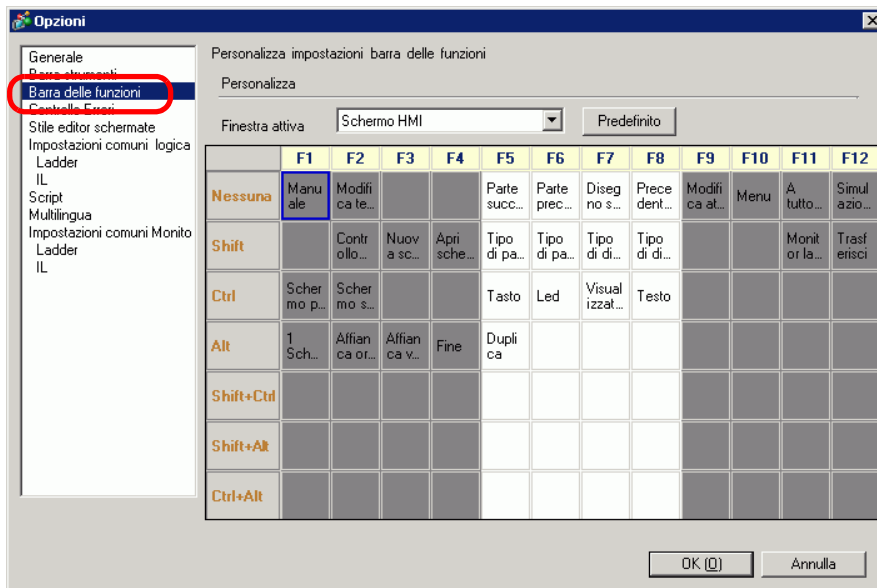 Opzioni
Generale
Barra strumenti
Barra delle funzioni
Controllo Errori
Stile editor schermate
Impostazioni comuni logica
Ladder
IL
Script
Multilingua
Impostazioni comuni Monito
Ladder
IL
Personalizza impostazioni barra delle funzioni
Personalizza
Finestra attiva
Schermo HMI
Predefinito
F1 F2 F3 F4 F5 F6 F7 F8 F9 F10 F11 F12
Nessuna Manu ale Modifi ca te... Parte succ... Parte prec... Diseg no s... Prece dent... Modifi ca at... Menu A tutto... Simul azio...
Shift Contr ollo... Nuov a sc... Apri sche... Tipo di pa... Tipo di pa... Tipo di di... Tipo di di... Monit or la... Trasf erisci
Ctrl Scher mo p... Scher mo s... Tasto Led Visual izzat... Testo
Alt 1 Sch... Affian ca or... Affian ca v... Fine Dupli ca
Shift+Ctrl
Shift+Alt
Ctrl+Alt
OK (O)
Annulla